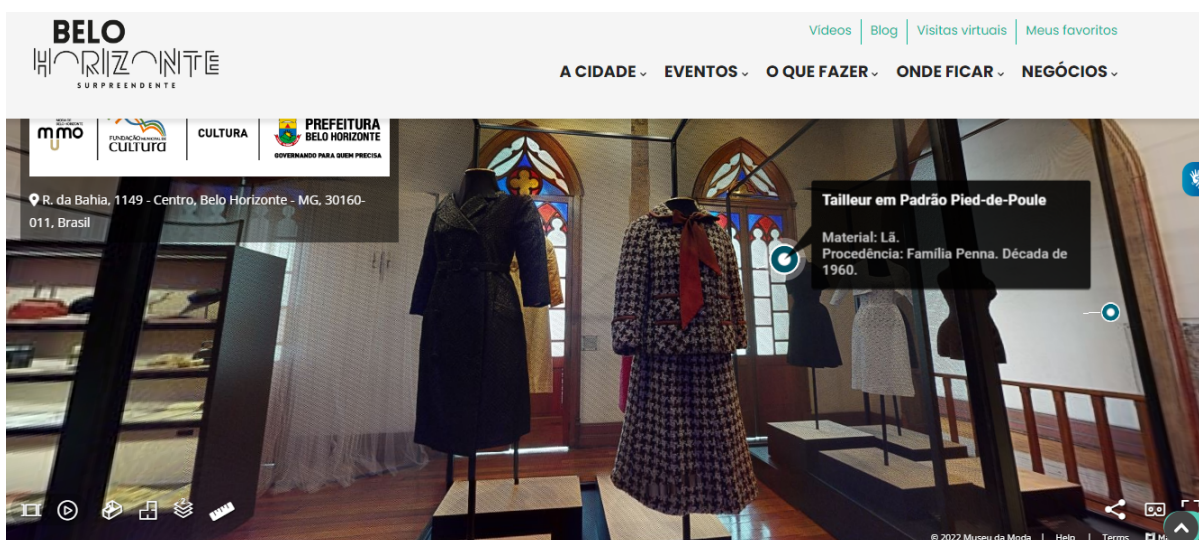 BELO
HORIZONTE
SURPREENDENTE
Vídeos | Blog | Visitas virtuais | Meus favoritos
A CIDADE EVENTOS O QUE FAZER ONDE FICAR NEGÓCIOS
mmo
FUNDAÇÃO MUNICIPAL DE
CULTURA
CULTURA
PREFEITURA
BELO HORIZONTE
GOVERNANDO PARA QUEM PRECISA
R. da Bahia, 1149 - Centro, Belo Horizonte - MG, 30160-
011, Brasil
Tailleur em Padrão Pied-de-Poule
Material: Lã.
Procedência: Família Penna. Década de
1960.
2
© 2022 Museu da Moda | Help | Terms